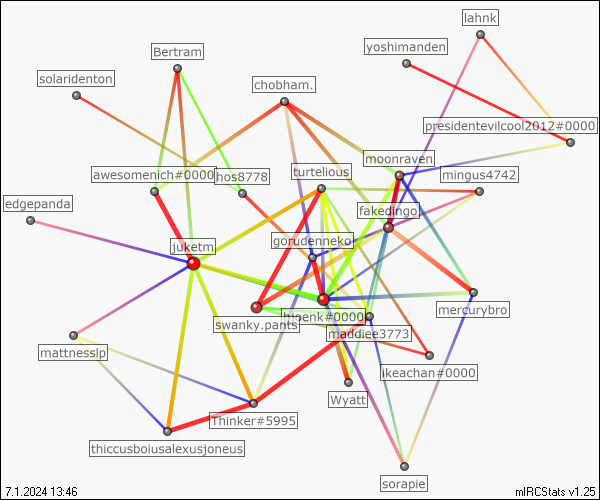 lahnk
yoshimanden
Bertram
solaridenton
chobham.
presidentevilcool2012#0000
moonraven
turtelious
awesomenich#0000
hos8778
mingus4742
edgepanda
fakedingo
juketm
gorudenneko
mercurybro
swanky.pants
#0000
maddiee3773
mattnesslp
ikeachan#0000
Wyatt
Thinker#5995
thiccusboiusalexusjoneus
sorapie
7.1.2024 13:46
mIRCStats v1.25